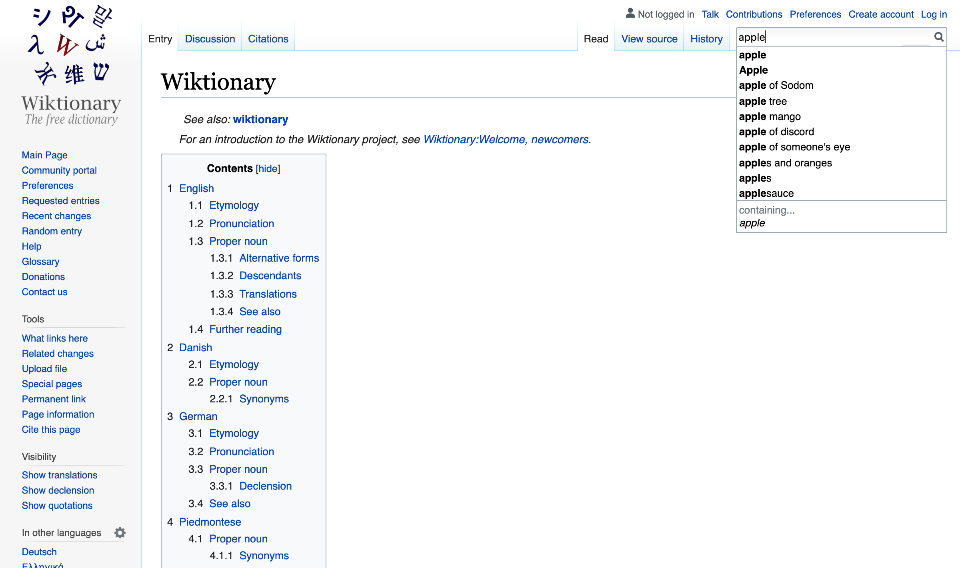 シ Ря 말
λ W ش
永 维 ש
Wiktionary
The free dictionary
Main Page
Community portal
Preferences
Requested entries
Recent changes
Random entry
Help
Glossary
Donations
Contact us
Tools
What links here
Related changes
Upload file
Special pages
Permanent link
Page information
Cite this page
Visibility
Show translations
Show declension
Show quotations
In other languages
Deutsch
Ελληνικά
Not logged in Talk Contributions Preferences Create account Log in
Entry Discussion Citations
Read View source History
apple
apple
Apple
apple of Sodom
apple tree
apple mango
apple of discord
apple of someone's eye
apples and oranges
apples
applesauce
containing...
apple
Wiktionary
See also: wiktionary
For an introduction to the Wiktionary project, see Wiktionary:Welcome, newcomers.
Contents [hide]
1 English
1.1 Etymology
1.2 Pronunciation
1.3 Proper noun
1.3.1 Alternative forms
1.3.2 Descendants
1.3.3 Translations
1.3.4 See also
1.4 Further reading
2 Danish
2.1 Etymology
2.2 Proper noun
2.2.1 Synonyms
3 German
3.1 Etymology
3.2 Pronunciation
3.3 Proper noun
3.3.1 Declension
3.4 See also
4 Piedmontese
4.1 Proper noun
4.1.1 Synonyms